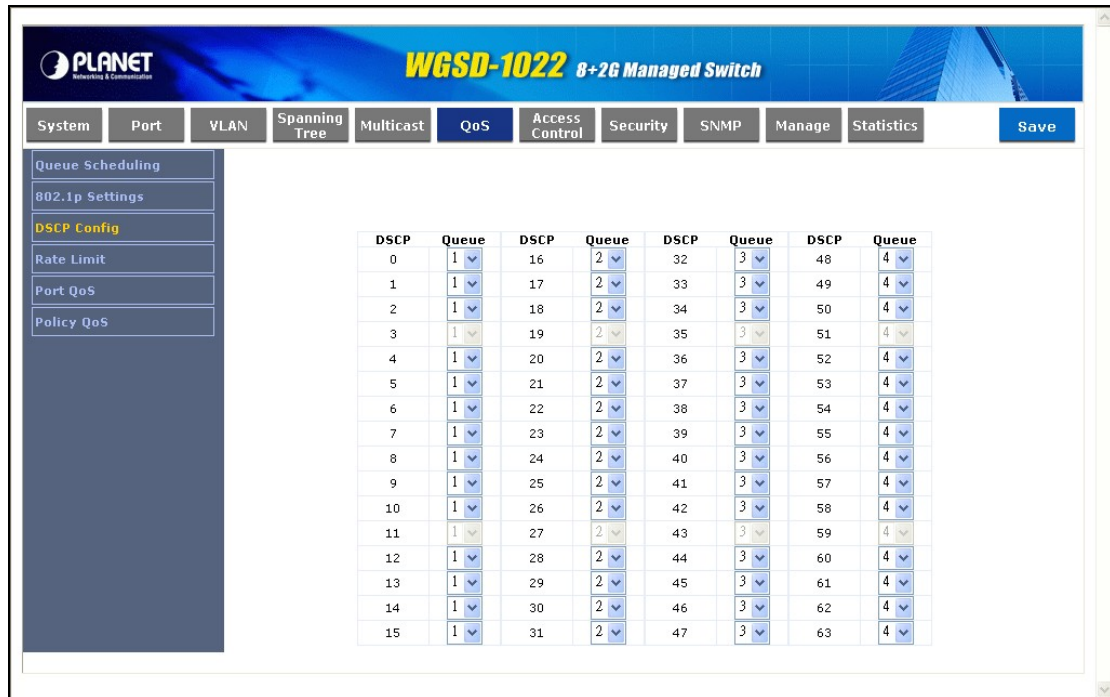 PLANET
Networking & Communication
WGSD-1022 8+2G Managed Switch
System Port VLAN Spanning Tree Multicast QoS Access Control Security SNMP Manage Statistics Save
Queue Scheduling
802.1p Settings
DSCP Config
Rate Limit
Port QoS
Policy QoS
DSCP Queue DSCP Queue DSCP Queue DSCP Queue
0 1 16 2 32 3 48 4
1 1 17 2 33 3 49 4
2 1 18 2 34 3 50 4
3 1 19 2 35 3 51 4
4 1 20 2 36 3 52 4
5 1 21 2 37 3 53 4
6 1 22 2 38 3 54 4
7 1 23 2 39 3 55 4
8 1 24 2 40 3 56 4
9 1 25 2 41 3 57 4
10 1 26 2 42 3 58 4
11 1 27 2 43 3 59 4
12 1 28 2 44 3 60 4
13 1 29 2 45 3 61 4
14 1 30 2 46 3 62 4
15 1 31 2 47 3 63 4